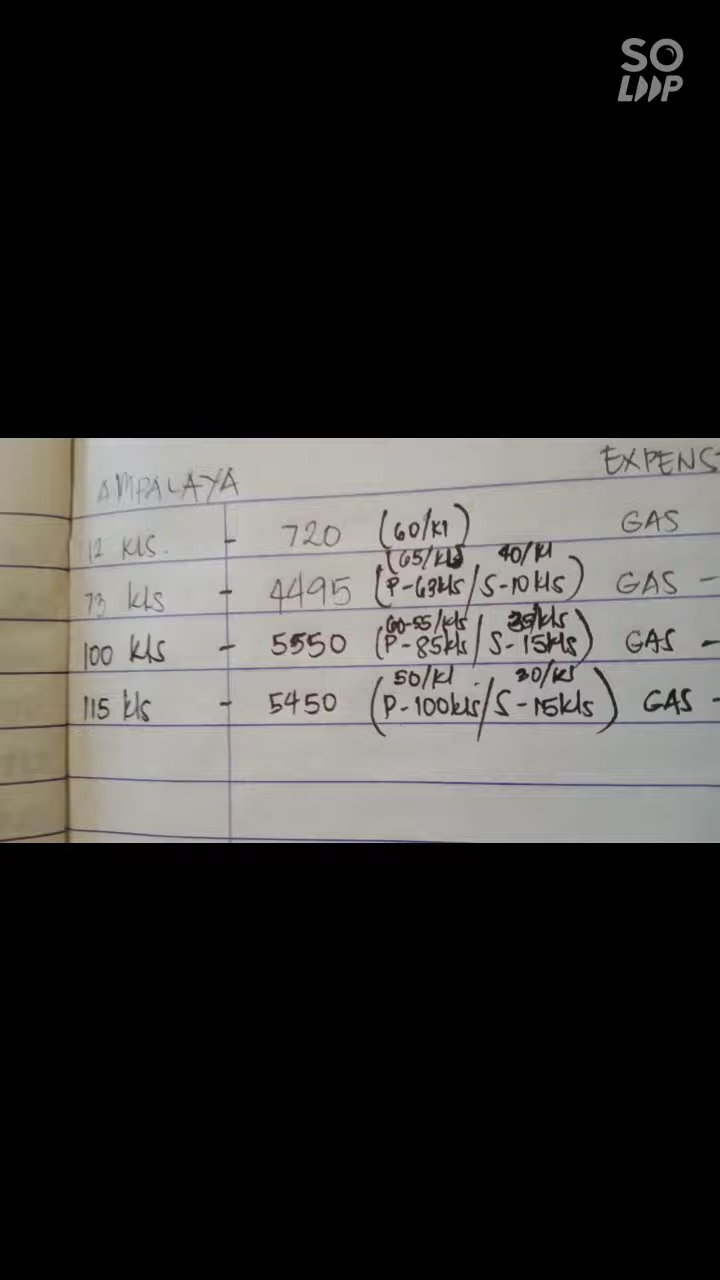 SO
LOOP
EXPENS
AMPALAYA
12 kls. - 720 (60/kl) GAS
(65/kls 40/kl
73 kls - 4495 (P-63kls/S-10kls) GAS -
60-55/kls 35/kls
100 kls - 5550 (P-85kls/S-15kls) GAS -
50/kl 30/kl
115 kls - 5450 (P-100kls/S-15kls) GAS -